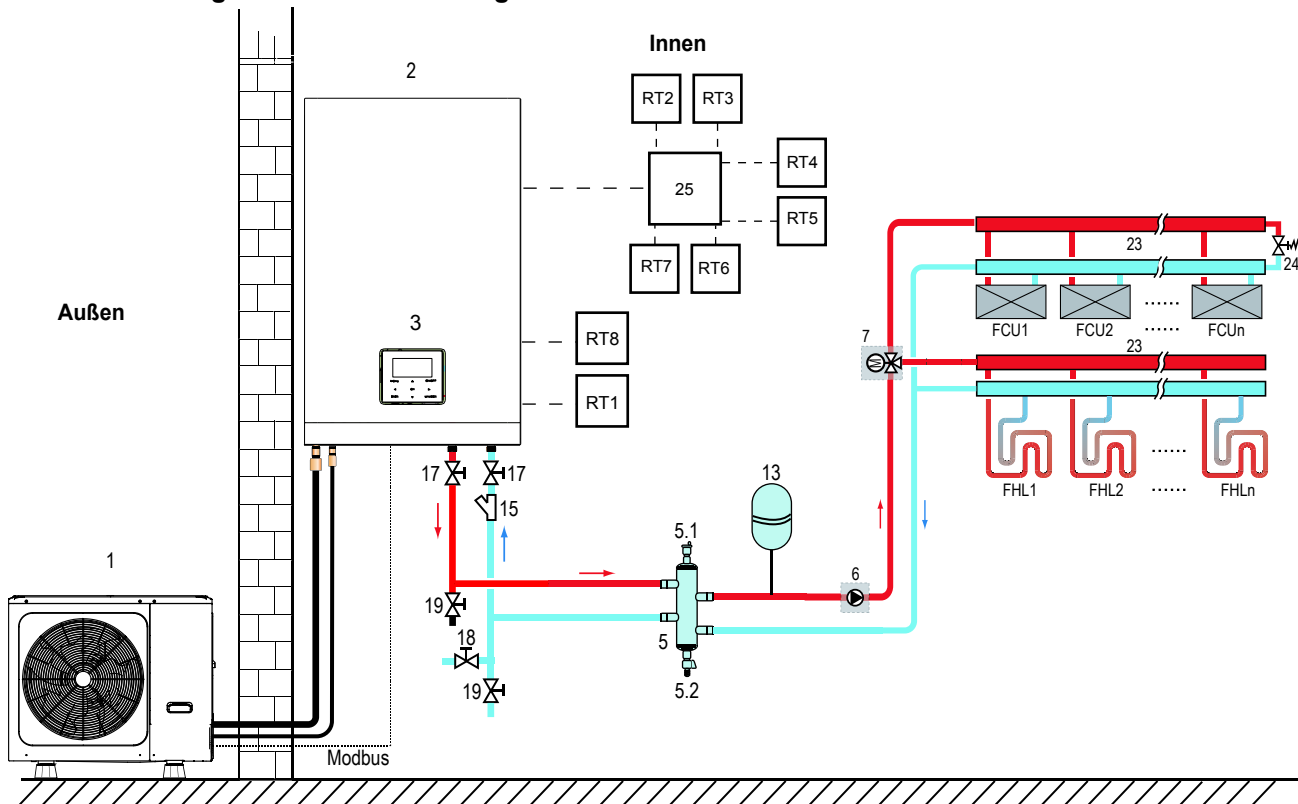 Innen
2
RT2
RT3
RT4
25
RT5
RT7
RT6
Außen
3
RT8
RT1
23
24
FCU1
FCU2
......
......
FCUn
7
23
FHL1
FHL2
......
FHLn
17
17
15
13
5.1
6
1
19
18
5
19
5.2
Modbus